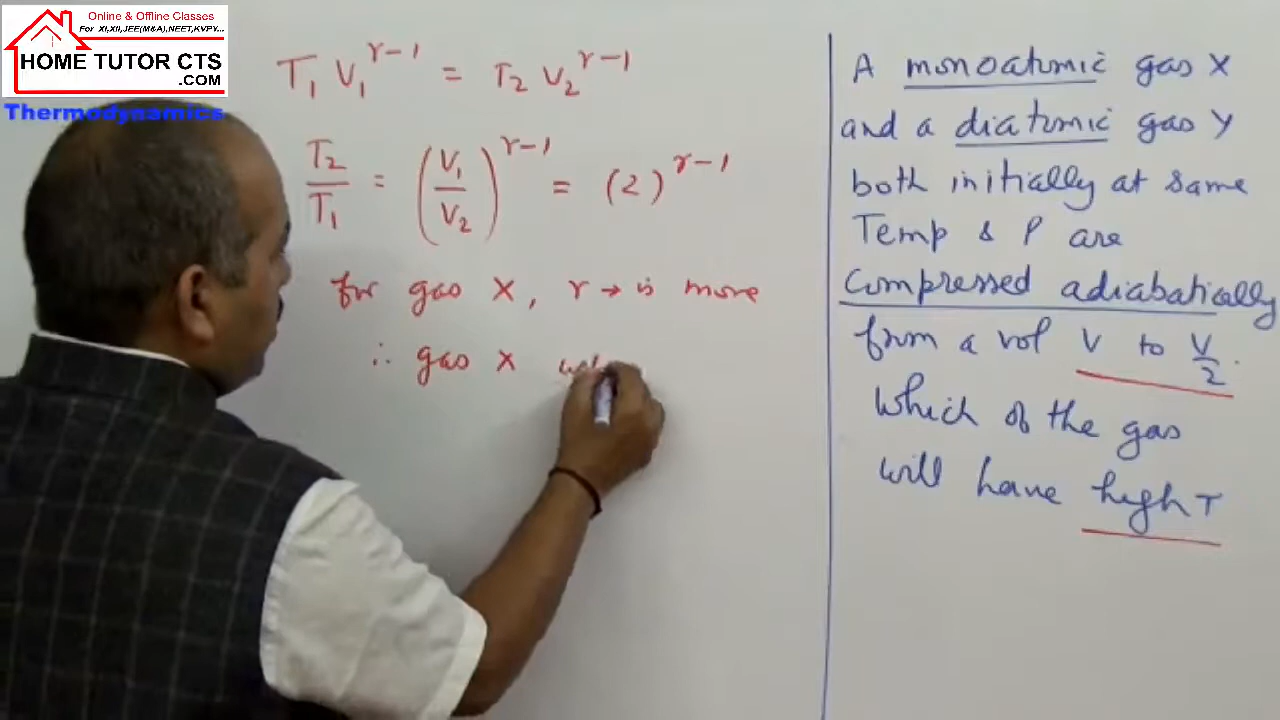 Online & Offline Classes
For XI,XII,JEE(M&A),NEET,KVPY...
HOME TUTOR CTS
.COM
Thermodynamics
T₁ V₁^γ-1 = T₂ V₂^γ-1
T₂/T₁ = (V₁/V₂)^γ-1 = (2)^γ-1
for gas X, γ → is more
∴ gas X
A monoatomic gas X
and a diatomic gas Y
both initially at same
Temp & P are
Compressed adiabatically
from a vol V to V/2.
Which of the gas
will have high T